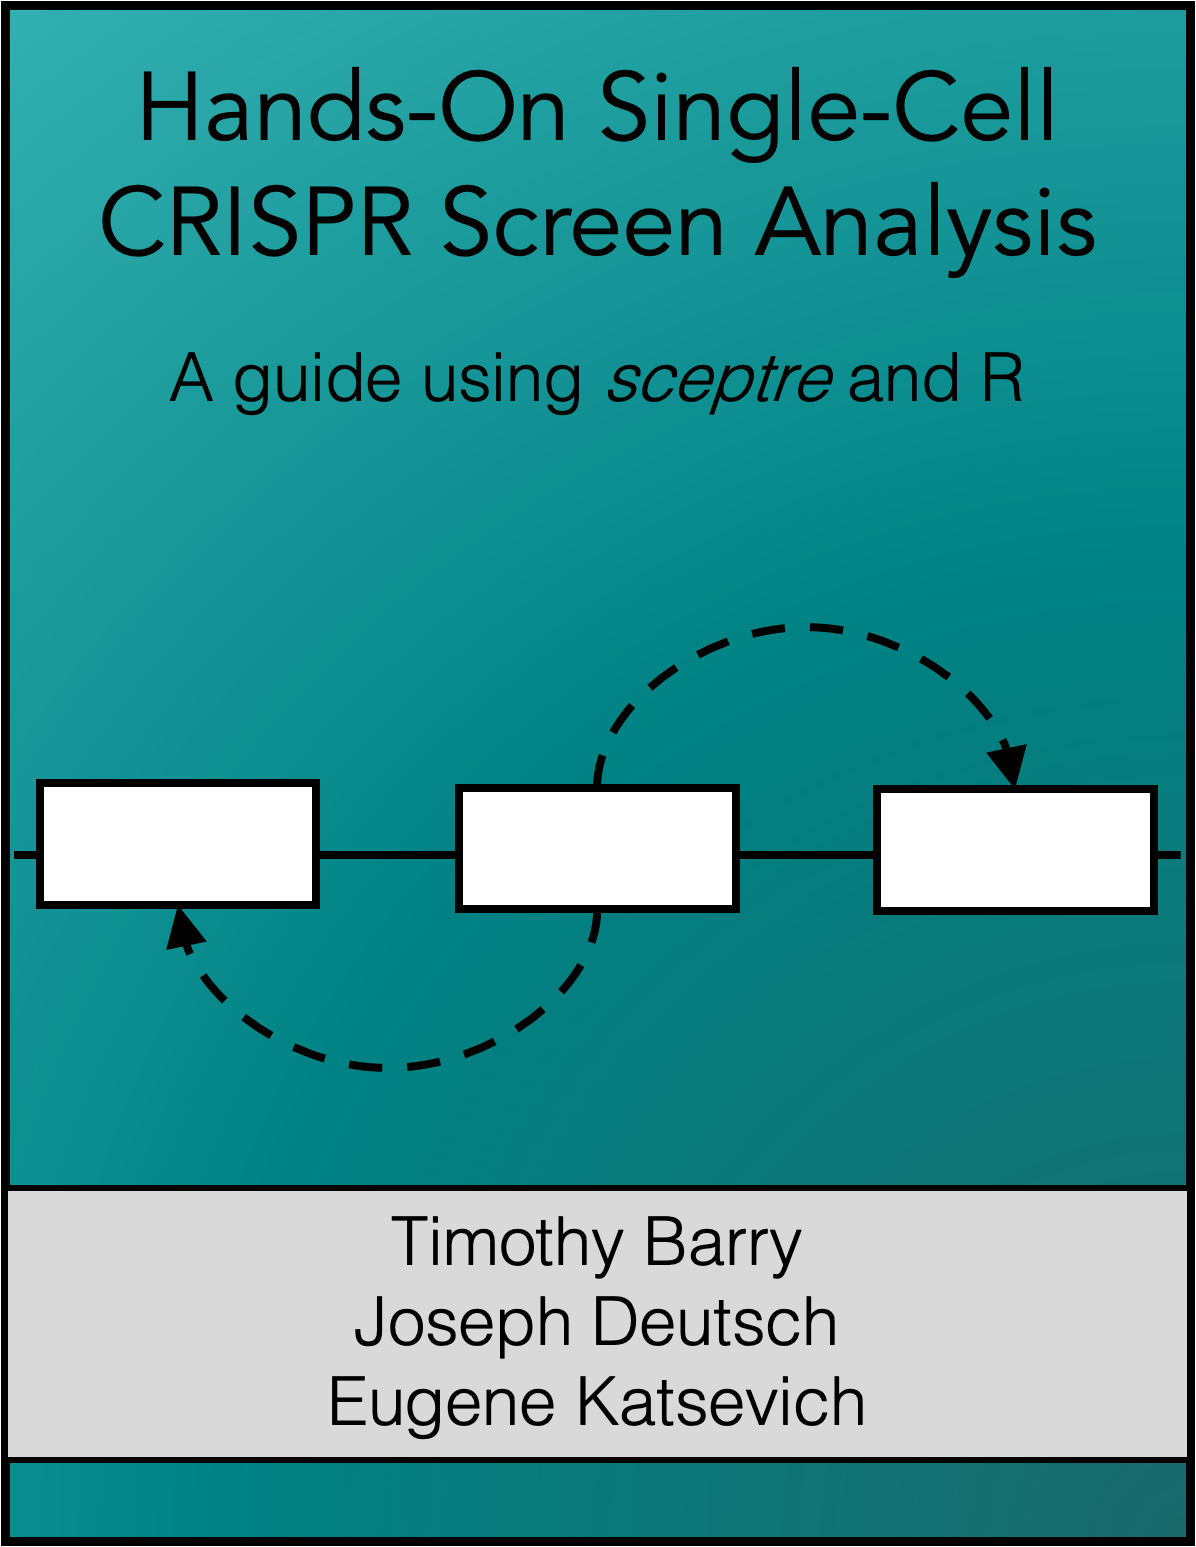 Hands-On Single-Cell
CRISPR Screen Analysis
A guide using sceptre and R
Timothy Barry
Joseph Deutsch
Eugene Katsevich